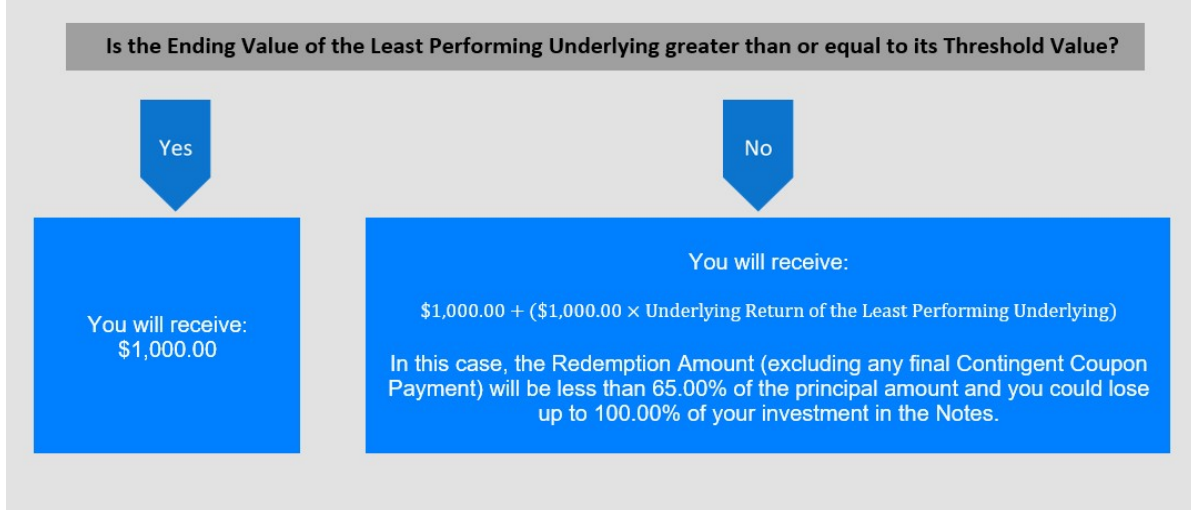 Is the Ending Value of the Least Performing Underlying greater than or equal to its Threshold Value?
Yes
No
You will receive:
$1,000.00
You will receive:
$1,000.00 + ($1,000.00 × Underlying Return of the Least Performing Underlying)
In this case, the Redemption Amount (excluding any final Contingent Coupon
Payment) will be less than 65.00% of the principal amount and you could lose
up to 100.00% of your investment in the Notes.